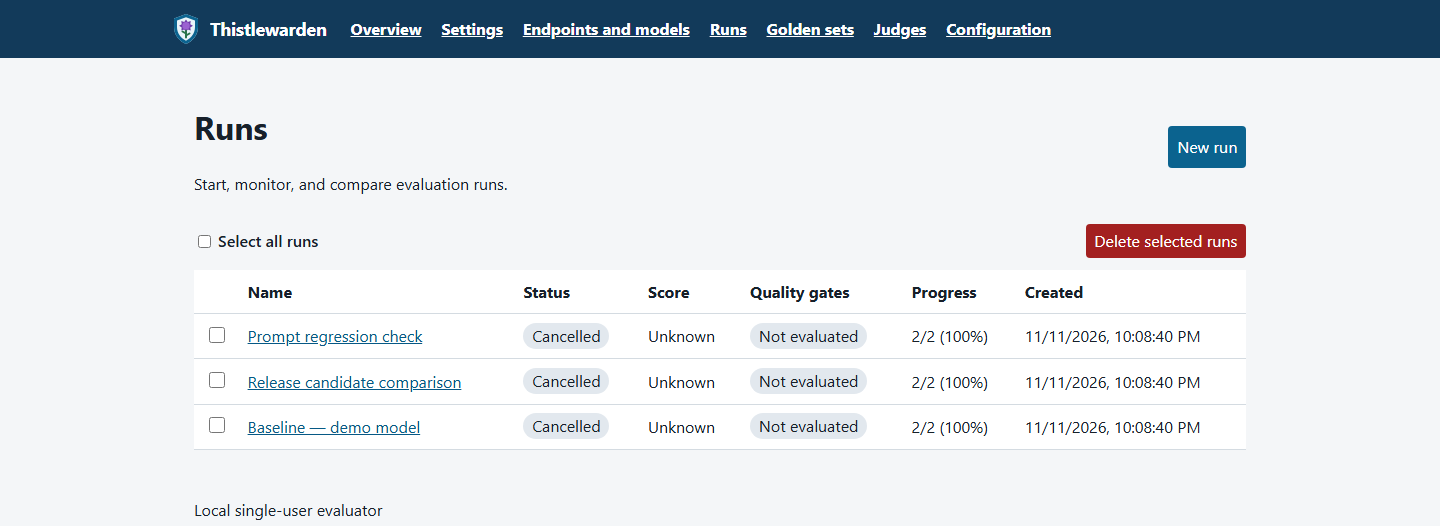 Thistlewarden Overview Settings Endpoints and models Runs Golden sets Judges Configuration
Runs
New run
Start, monitor, and compare evaluation runs.
Select all runs Delete selected runs
Name Status Score Quality gates Progress Created
Prompt regression check Cancelled Unknown Not evaluated 2/2 (100%) 11/11/2026, 10:08:40 PM
Release candidate comparison Cancelled Unknown Not evaluated 2/2 (100%) 11/11/2026, 10:08:40 PM
Baseline — demo model Cancelled Unknown Not evaluated 2/2 (100%) 11/11/2026, 10:08:40 PM
Local single-user evaluator